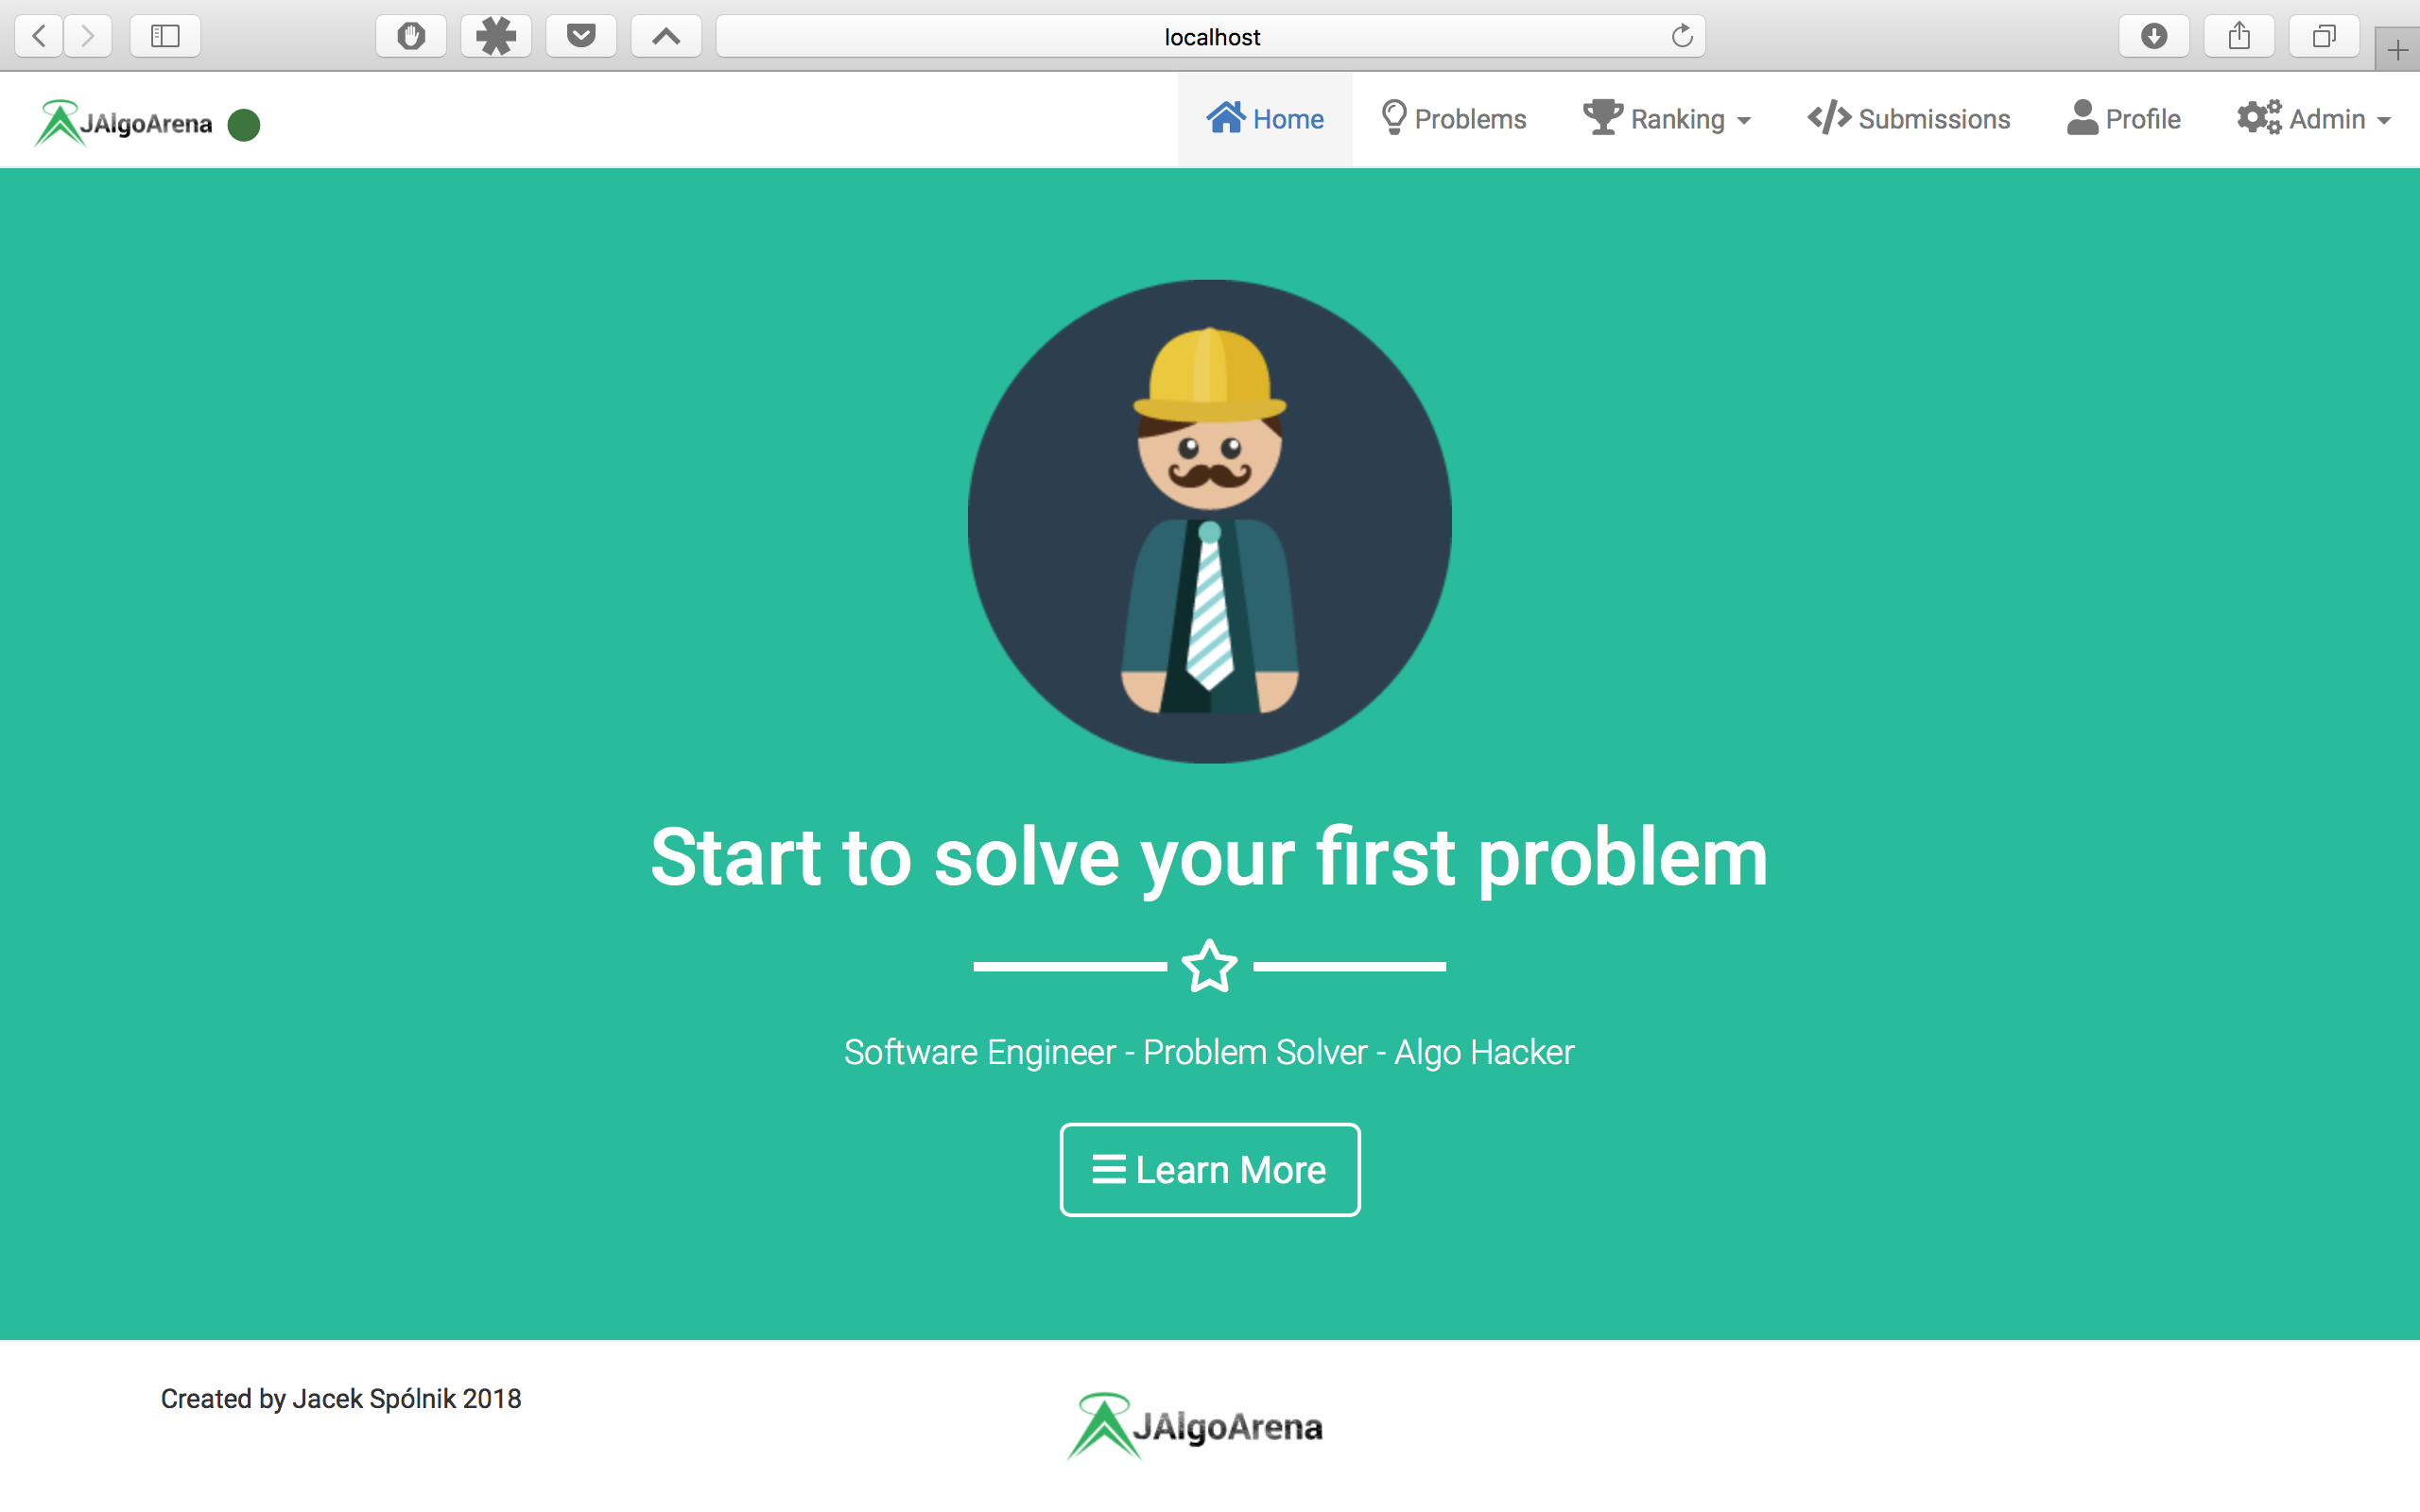 localhost
JAlgoArena
Home
Problems
Ranking
Submissions
Profile
Admin
Start to solve your first problem
Software Engineer - Problem Solver - Algo Hacker
Learn More
Created by Jacek Spólnik 2018
JAlgoArena